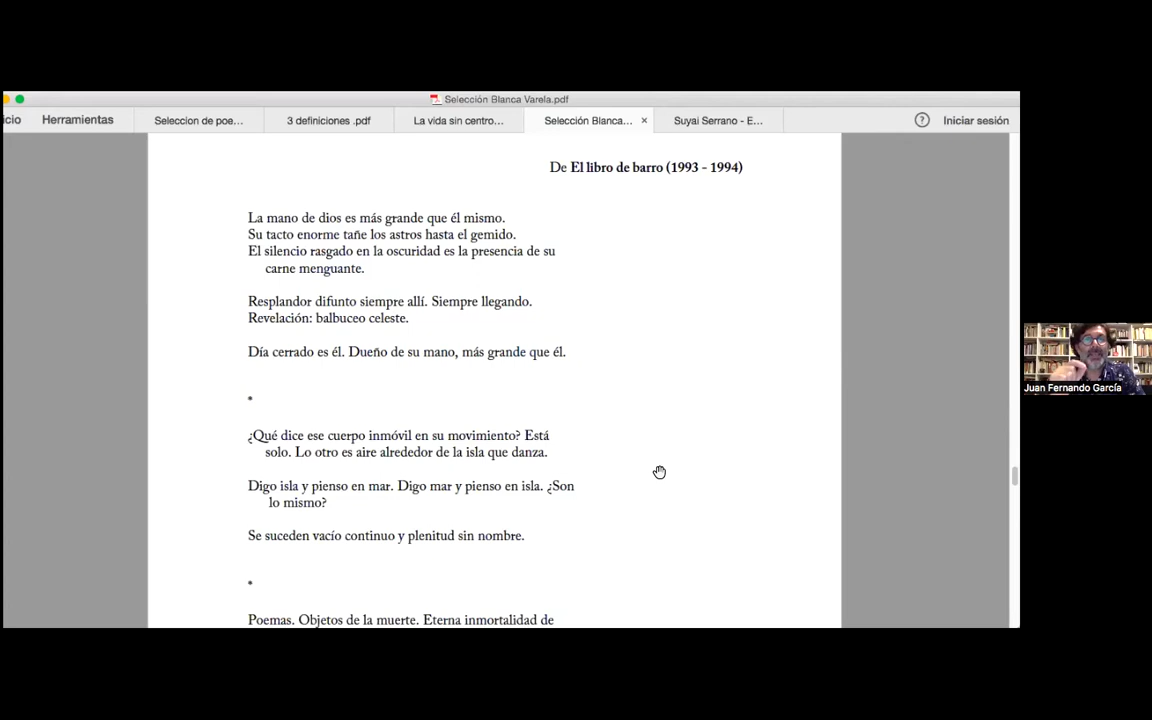 Selección Blanca Varela.pdf
icio
Herramientas
Seleccion de poe...
3 definiciones .pdf
La vida sin centro...
Selección Blanca... ×
Suyai Serrano - E...
? Iniciar sesión
De El libro de barro (1993 - 1994)
La mano de dios es más grande que él mismo.
Su tacto enorme tañe los astros hasta el gemido.
El silencio rasgado en la oscuridad es la presencia de su
carne menguante.
Resplandor difunto siempre allí. Siempre llegando.
Revelación: balbuceo celeste.
Día cerrado es él. Dueño de su mano, más grande que él.
*
¿Qué dice ese cuerpo inmóvil en su movimiento? Está
solo. Lo otro es aire alrededor de la isla que danza.
Digo isla y pienso en mar. Digo mar y pienso en isla. ¿Son
lo mismo?
Se suceden vacío continuo y plenitud sin nombre.
*
Poemas. Objetos de la muerte. Eterna inmortalidad de
Juan Fernando García